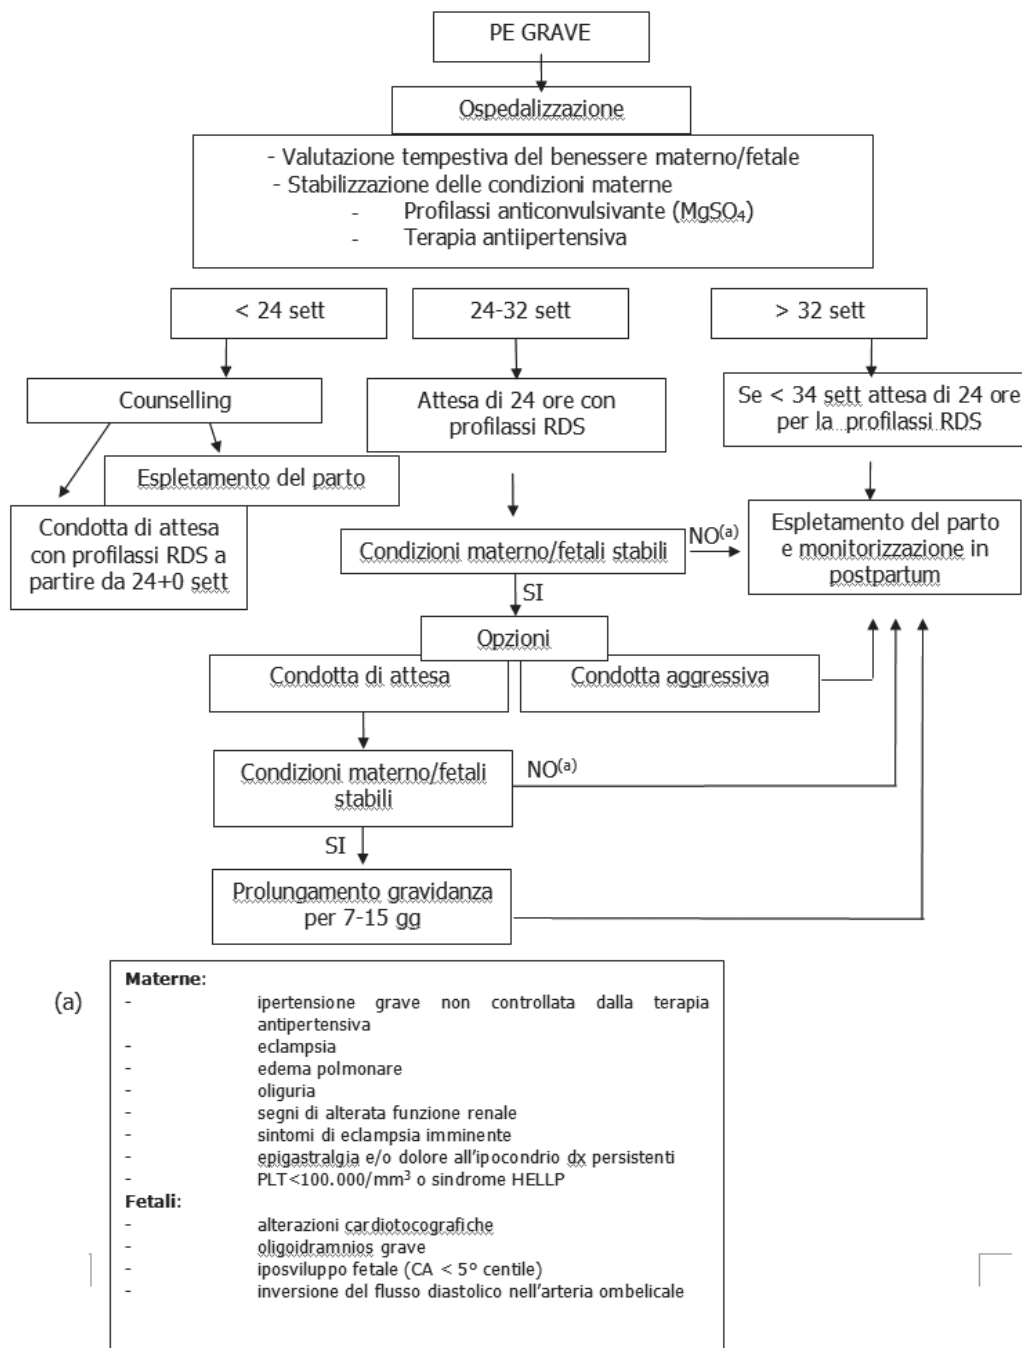 PE GRAVE
Ospedalizzazione
- Valutazione tempestiva del benessere materno/fetale
- Stabilizzazione delle condizioni materne
- Profilassi anticonvulsivante (MgSO₄)
- Terapia antiipertensiva
< 24 sett
24-32 sett
> 32 sett
Counselling
Attesa di 24 ore con
profilassi RDS
Se < 34 sett attesa di 24 ore
per la profilassi RDS
Espletamento del parto
Condotta di attesa
con profilassi RDS a
partire da 24+0 sett
Condizioni materno/fetali stabili
NO(a)
Espletamento del parto
e monitorizzazione in
postpartum
SI
Opzioni
Condotta di attesa
Condotta aggressiva
Condizioni materno/fetali
stabili
NO(a)
SI
Prolungamento gravidanza
per 7-15 gg
(a)
Materne:
- ipertensione grave non controllata dalla terapia
antipertensiva
- eclampsia
- edema polmonare
- oliguria
- segni di alterata funzione renale
- sintomi di eclampsia imminente
- epigastralgia e/o dolore all'ipocondrio dx persistenti
- PLT<100.000/mm³ o sindrome HELLP
Fetali:
- alterazioni cardiotocografiche
- oligoidramnios grave
- iposviluppo fetale (CA < 5° centile)
- inversione del flusso diastolico nell'arteria ombelicale